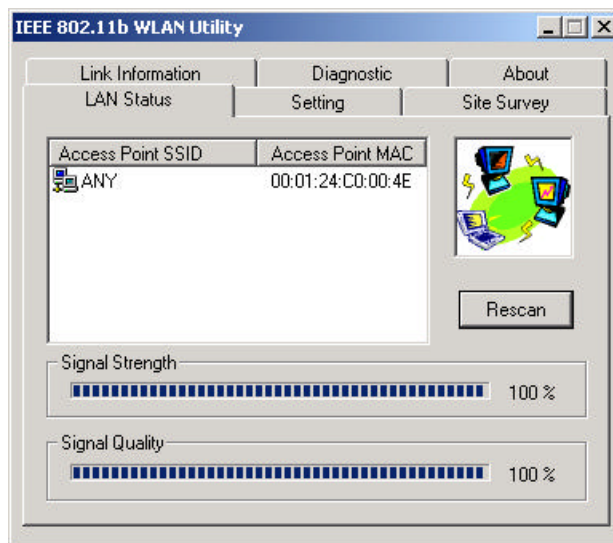 IEEE 802.11b WLAN Utility
Link Information Diagnostic About
LAN Status Setting Site Survey
Access Point SSID Access Point MAC
ANY 00:01:24:C0:00:4E
Rescan
Signal Strength
100 %
Signal Quality
100 %